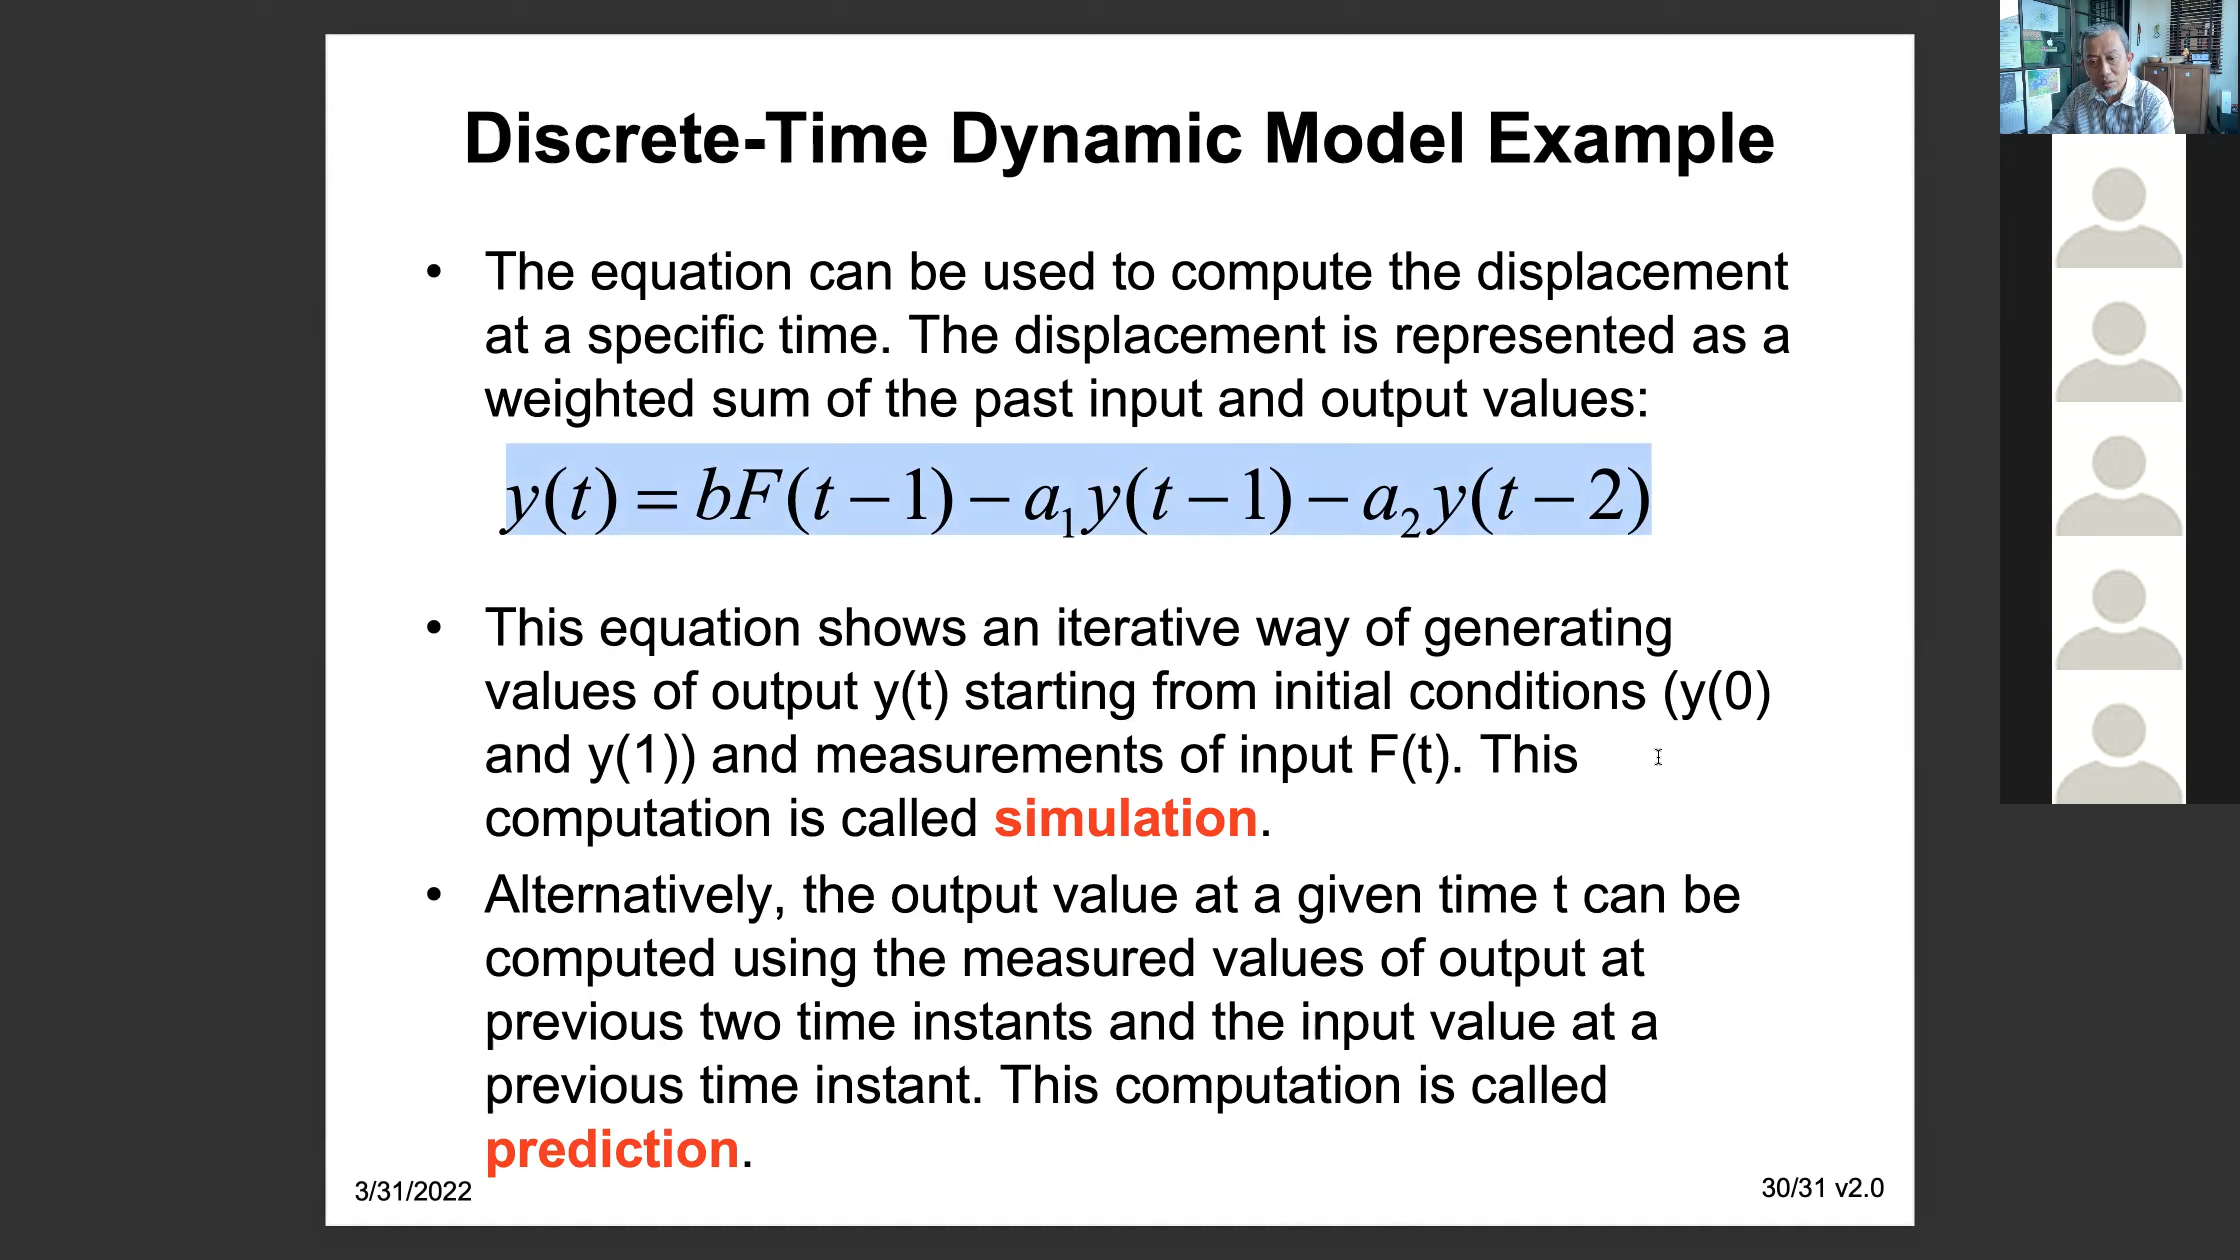 Discrete-Time Dynamic Model Example
• The equation can be used to compute the displacement
at a specific time. The displacement is represented as a
weighted sum of the past input and output values:
y(t) = bF(t − 1) − a₁y(t − 1) − a₂y(t − 2)
• This equation shows an iterative way of generating
values of output y(t) starting from initial conditions (y(0)
and y(1)) and measurements of input F(t). This
computation is called simulation.
• Alternatively, the output value at a given time t can be
computed using the measured values of output at
previous two time instants and the input value at a
previous time instant. This computation is called
prediction.
3/31/2022
30/31 v2.0